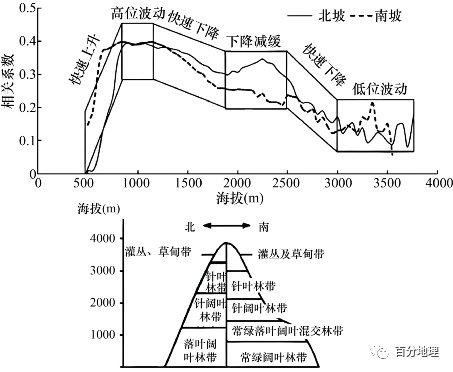 北坡 南坡
高位波动
快速下降
快速上升
下降减缓
快速下降
低位波动
相关系数
0.5
0.4
0.3
0.2
0.1
0
0 500 1000 1500 2000 2500 3000 3500 4000
海拔(m)
海拔(m)
北 南
4000
3000
2000
1000
灌丛、草甸带 灌丛及草甸带
针叶林带 针叶林带
针阔叶林带 针阔叶林带
常绿落叶阔叶混交林带
落叶阔叶林带 常绿阔叶林带
百分地理